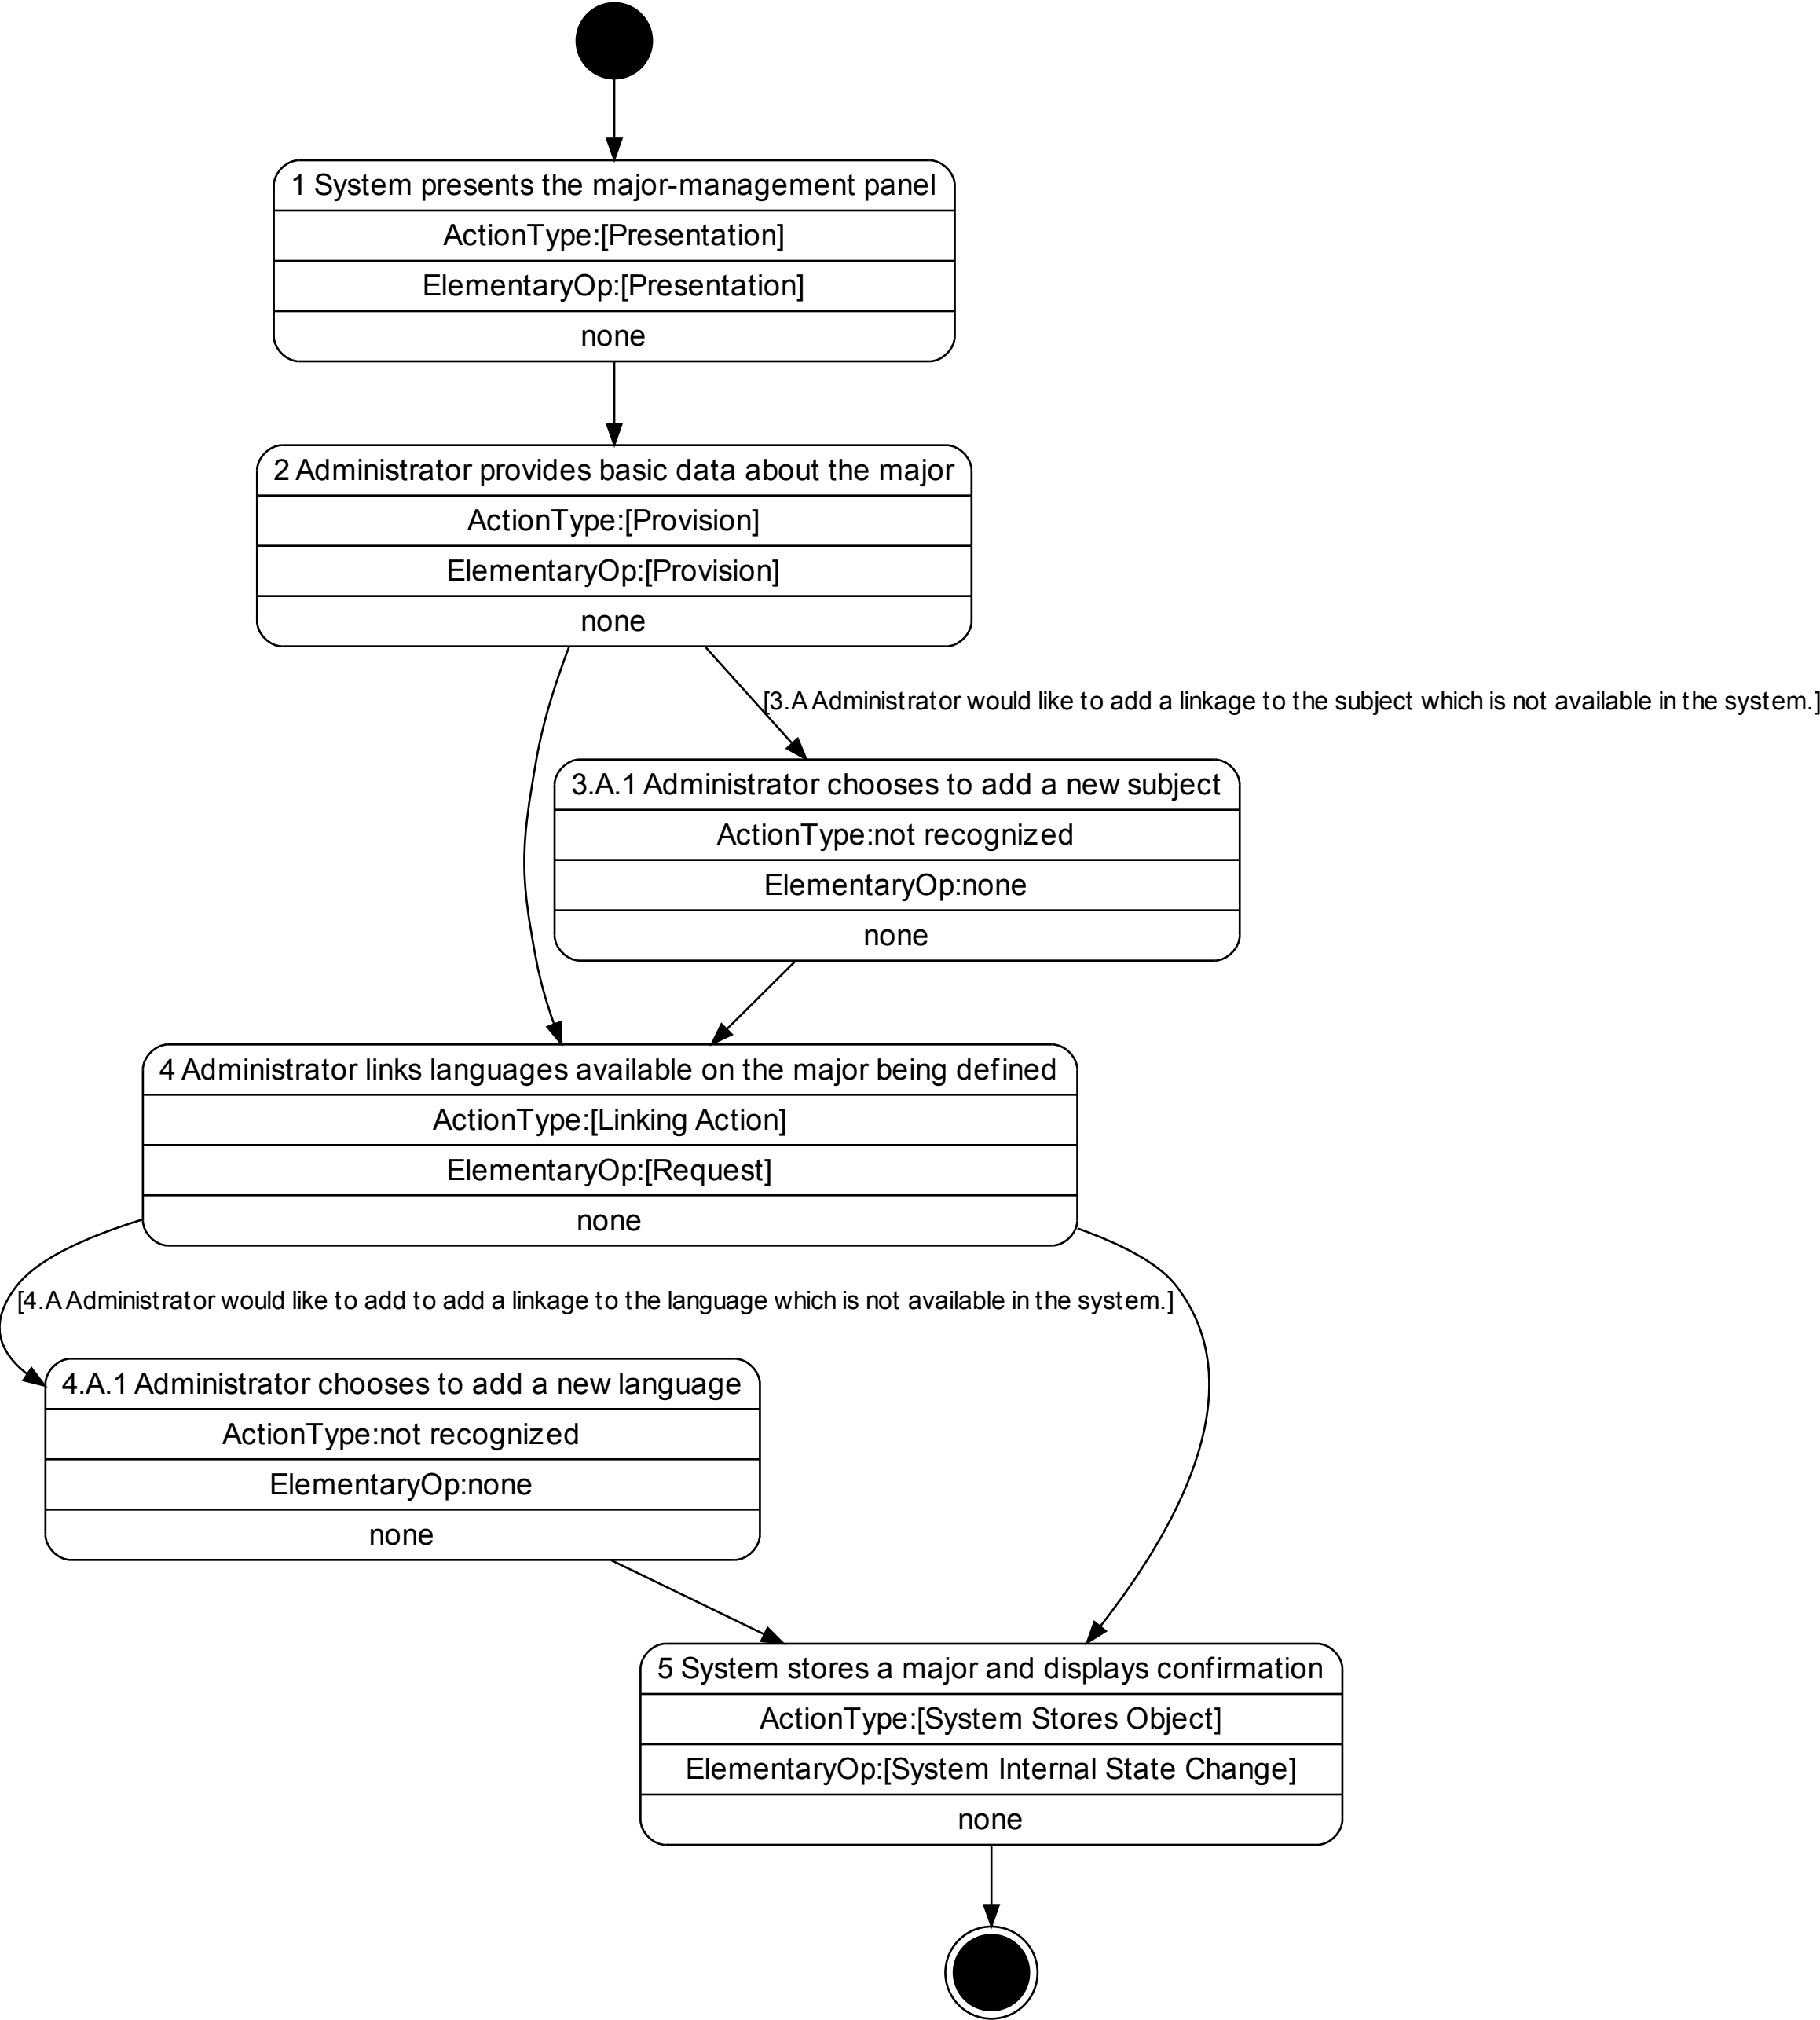 1 System presents the major-management panel
ActionType:[Presentation]
ElementaryOp:[Presentation]
none
2 Administrator provides basic data about the major
ActionType:[Provision]
ElementaryOp:[Provision]
none
[3.A Administrator would like to add a linkage to the subject which is not available in the system.]
3.A.1 Administrator chooses to add a new subject
ActionType:not recognized
ElementaryOp:none
none
4 Administrator links languages available on the major being defined
ActionType:[Linking Action]
ElementaryOp:[Request]
none
[4.A Administrator would like to add to add a linkage to the language which is not available in the system.]
4.A.1 Administrator chooses to add a new language
ActionType:not recognized
ElementaryOp:none
none
5 System stores a major and displays confirmation
ActionType:[System Stores Object]
ElementaryOp:[System Internal State Change]
none